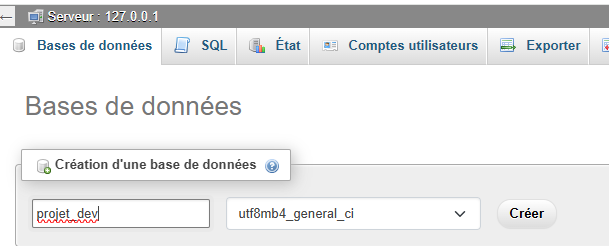 Serveur : 127.0.0.1
Bases de données SQL État Comptes utilisateurs Exporter
Bases de données
Création d'une base de données
projet_dev utf8mb4_general_ci Créer